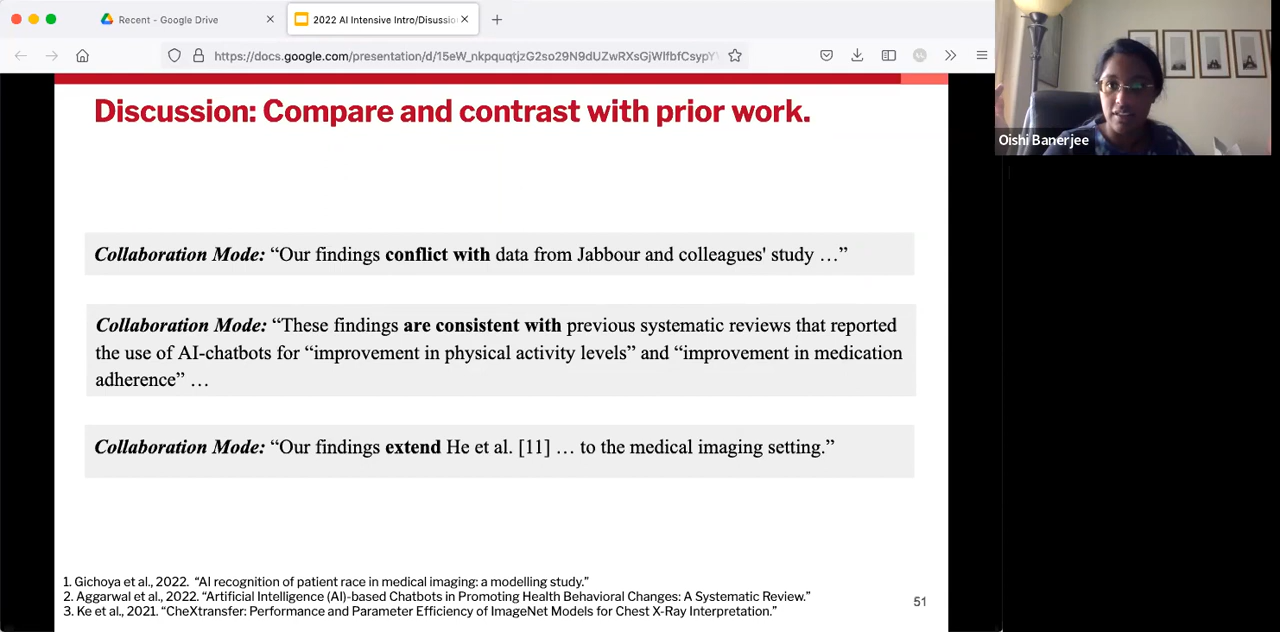 Recent - Google Drive
2022 AI Intensive Intro/Disussio
https://docs.google.com/presentation/d/15eW_nkpquqtjzG2so29N9dUZwRXsGjWlfbfCsypY
Discussion: Compare and contrast with prior work.
Oishi Banerjee
Collaboration Mode: “Our findings conflict with data from Jabbour and colleagues' study …”
Collaboration Mode: “These findings are consistent with previous systematic reviews that reported
the use of AI-chatbots for “improvement in physical activity levels” and “improvement in medication
adherence” …
Collaboration Mode: “Our findings extend He et al. [11] … to the medical imaging setting.”
1. Gichoya et al., 2022. “AI recognition of patient race in medical imaging: a modelling study.”
2. Aggarwal et al., 2022. “Artificial Intelligence (AI)-based Chatbots in Promoting Health Behavioral Changes: A Systematic Review.”
3. Ke et al., 2021. “CheXtransfer: Performance and Parameter Efficiency of ImageNet Models for Chest X-Ray Interpretation.”
51